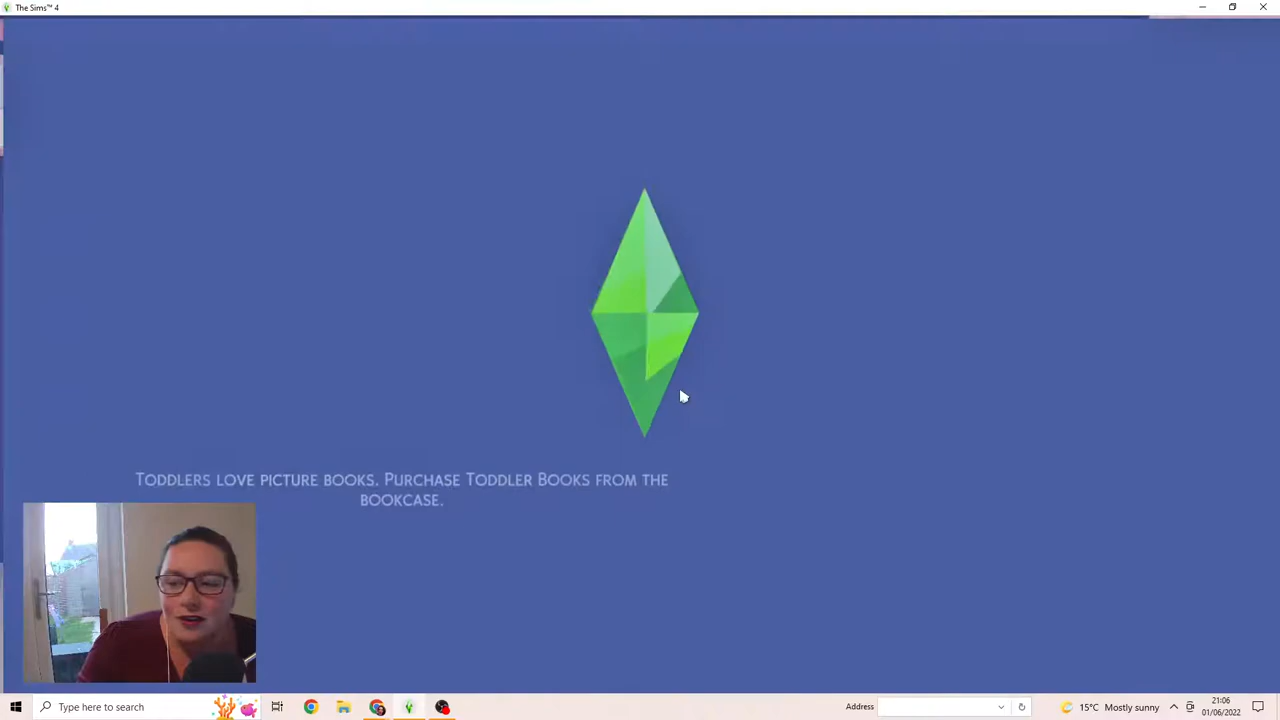 The Sims™ 4
TODDLERS LOVE PICTURE BOOKS. PURCHASE TODDLER BOOKS FROM THE
BOOKCASE.
Type here to search
Address
15°C Mostly sunny
21:06
01/06/2022